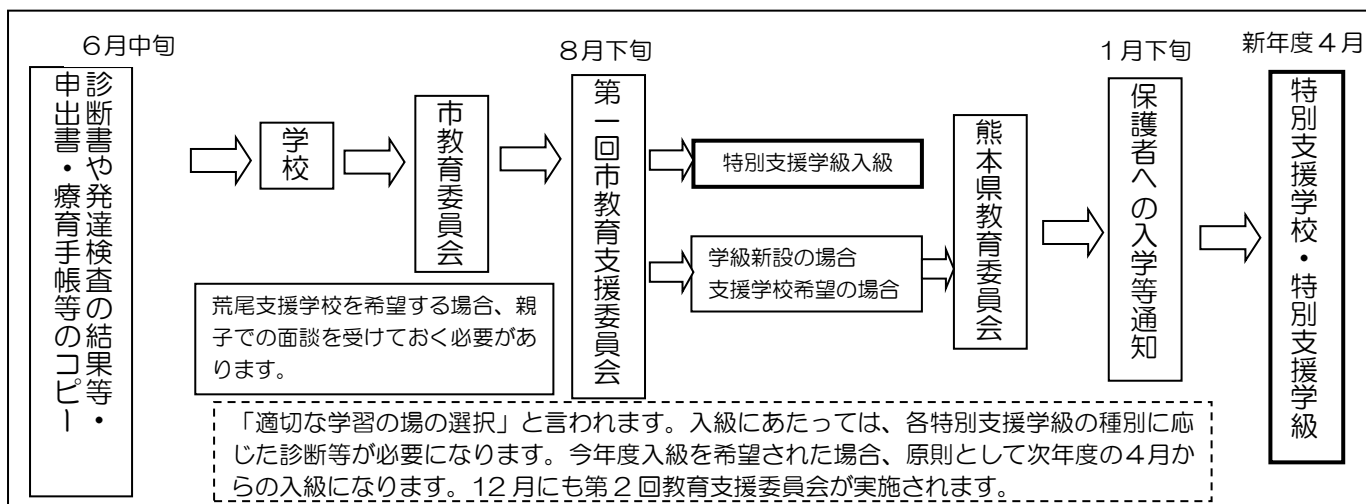 6月中旬
診断書や発達検査の結果等・
申出書・療育手帳等のコピー
学校
市教育委員会
荒尾支援学校を希望する場合、親
子での面談を受けておく必要があ
ります。
8月下旬
第一回市教育支援委員会
特別支援学級入級
学級新設の場合
支援学校希望の場合
熊本県教育委員会
1月下旬
保護者への入学等通知
新年度4月
特別支援学校・特別支援学級
「適切な学習の場の選択」と言われます。入級にあたっては、各特別支援学級の種別に応
じた診断等が必要になります。今年度入級を希望された場合、原則として次年度の4月か
らの入級になります。12月にも第2回教育支援委員会が実施されます。